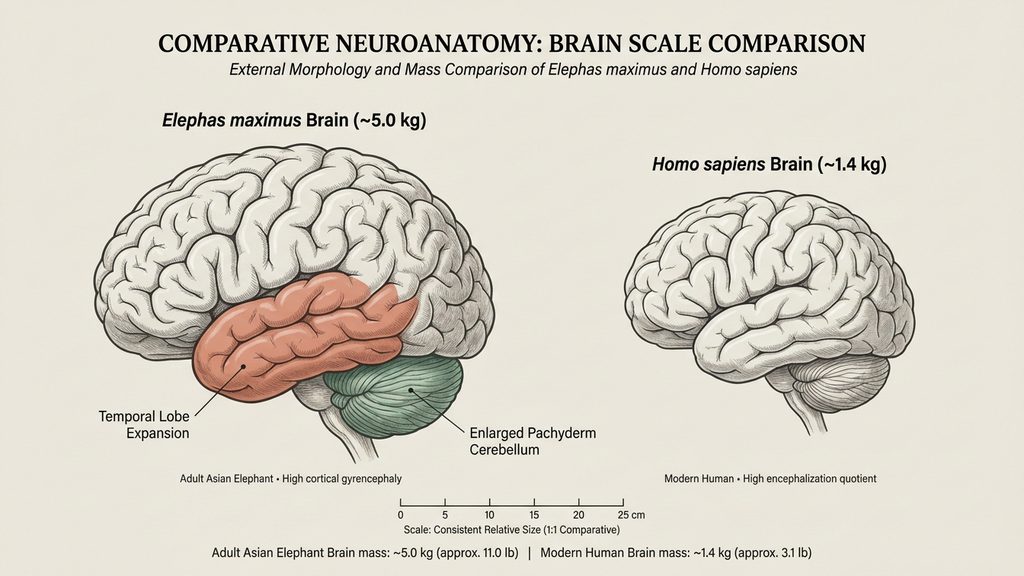 COMPARATIVE NEUROANATOMY: BRAIN SCALE COMPARISON
External Morphology and Mass Comparison of Elephas maximus and Homo sapiens
Elephas maximus Brain (~5.0 kg)
Homo sapiens Brain (~1.4 kg)
Temporal Lobe
Expansion
Enlarged Pachyderm
Cerebellum
Adult Asian Elephant • High cortical gyrencephaly
Modern Human • High encephalization quotient
0 5 10 15 20 25 cm
Scale: Consistent Relative Size (1:1 Comparative)
Adult Asian Elephant Brain mass: ~5.0 kg (approx. 11.0 lb) | Modern Human Brain mass: ~1.4 kg (approx. 3.1 lb)